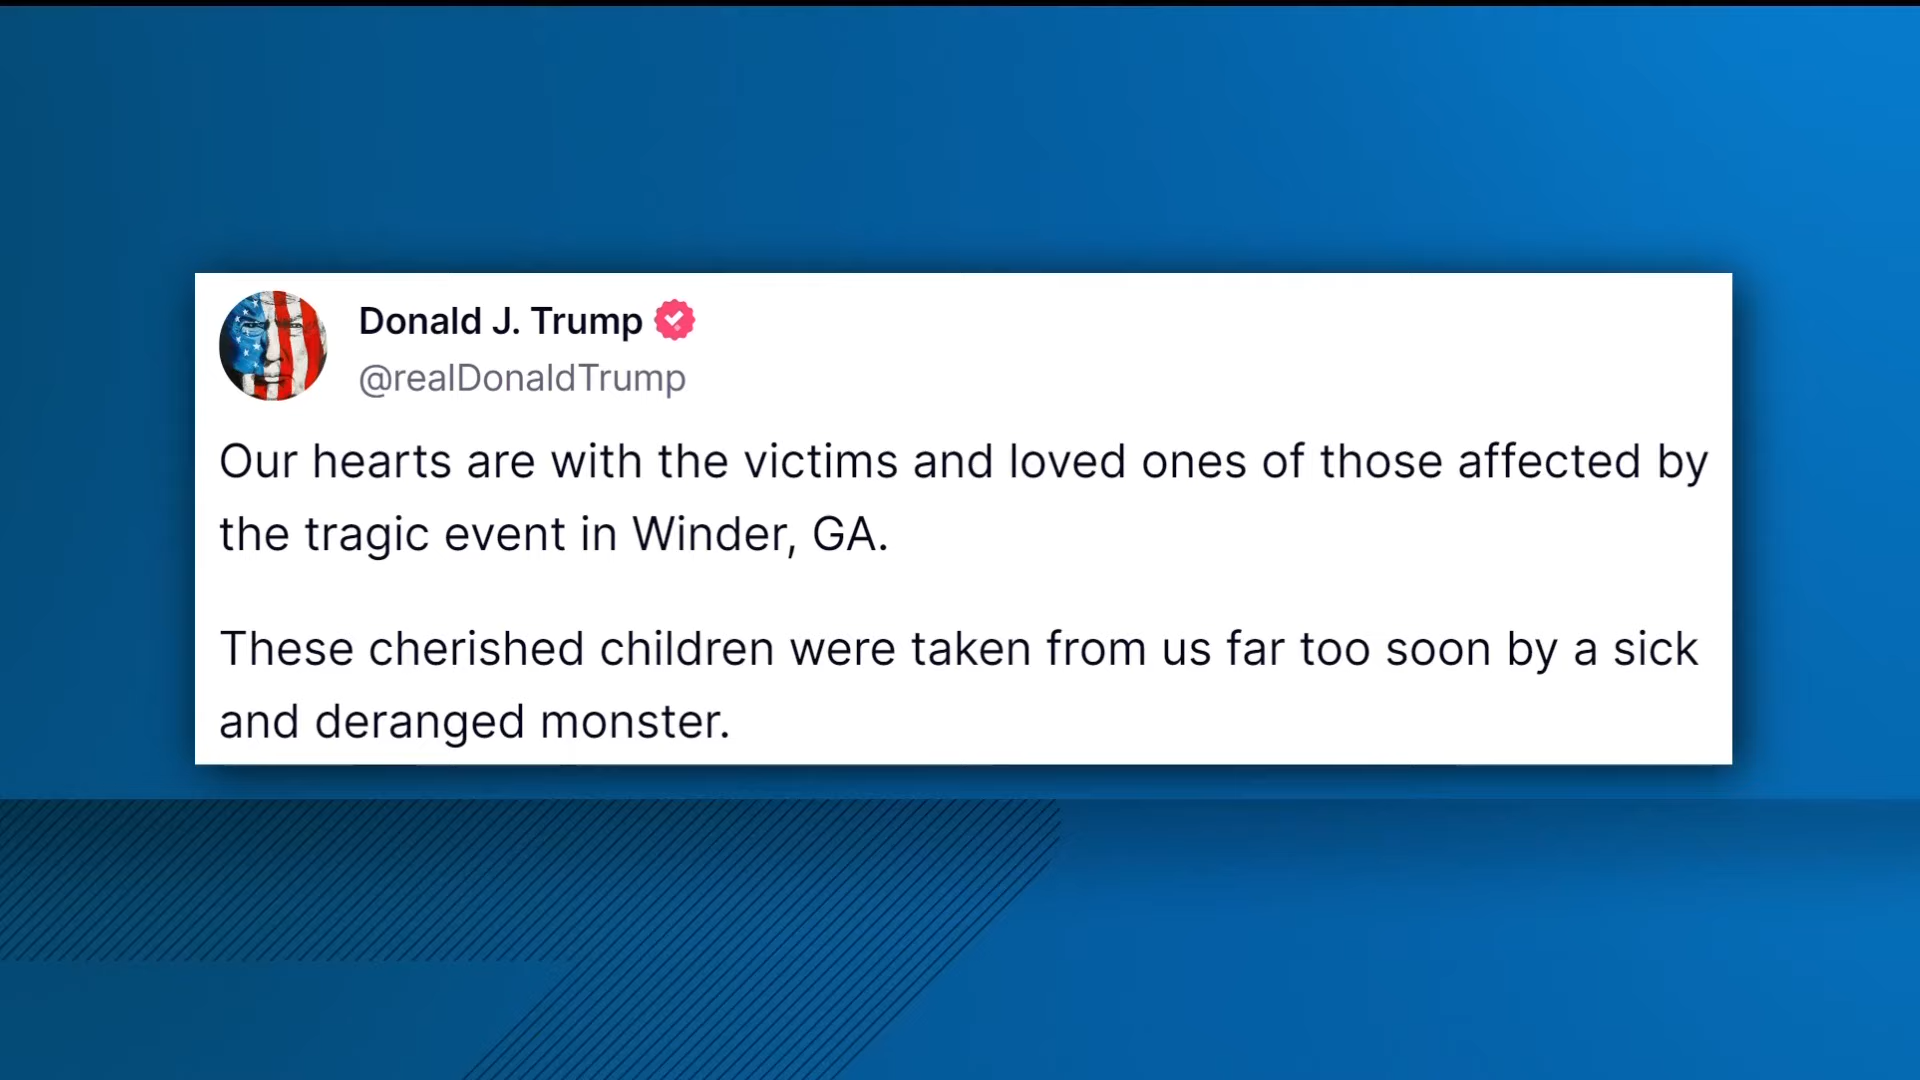 Donald J. Trump
@realDonaldTrump
Our hearts are with the victims and loved ones of those affected by
the tragic event in Winder, GA.
These cherished children were taken from us far too soon by a sick
and deranged monster.